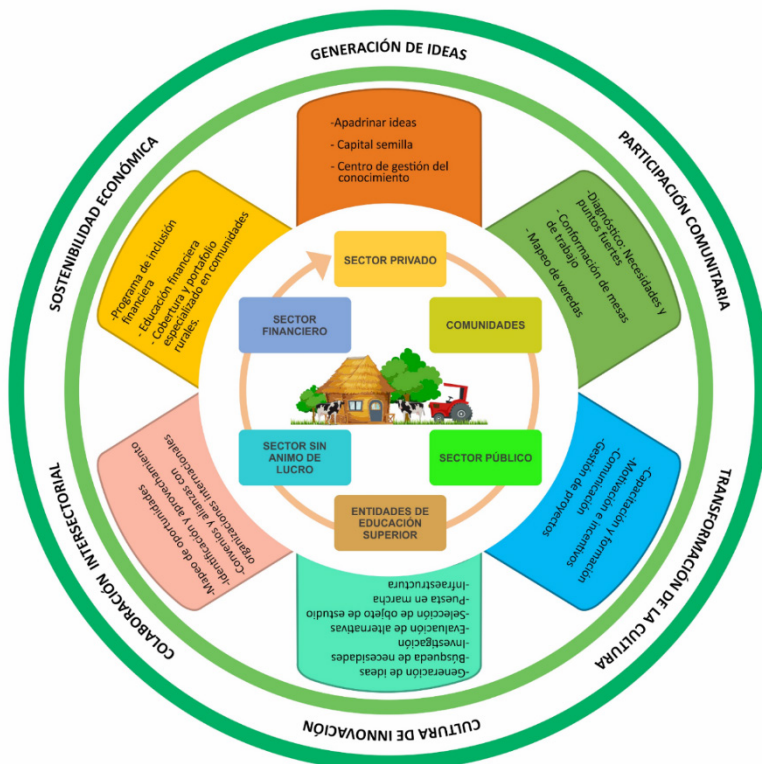 GENERACIÓN DE IDEAS
-Apadrinar ideas
- Capital semilla
- Centro de gestión del
conocimiento
PARTICIPACIÓN COMUNITARIA
-Diagnóstico: Necesidades y
puntos fuertes
- Conformación de mesas
de trabajo
- Mapeo de veredas
TRANSFORMACIÓN DE LA CULTURA
-Capacitación y formación
-Motivación e incentivos
-Comunicación
-Gestión de proyectos
CULTURA DE INNOVACIÓN
-Generación de ideas
-Búsqueda de necesidades
-Investigación
-Evaluación de alternativas
-Selección de objeto de estudio
-Puesta en marcha
-Infraestructura
COLABORACIÓN INTERSECTORIAL
-Mapeo de oportunidades
-Identificación y aprovechamiento
-Convenios y alianzas con
organizaciones internacionales
SOSTENIBILIDAD ECONÓMICA
-Programa de inclusión
financiera
- Educación financiera
- Cobertura y portafolio
especializado en comunidades
rurales.
SECTOR PRIVADO
COMUNIDADES
SECTOR PÚBLICO
ENTIDADES DE
EDUCACIÓN
SUPERIOR
SECTOR SIN
ANIMO DE
LUCRO
SECTOR
FINANCIERO